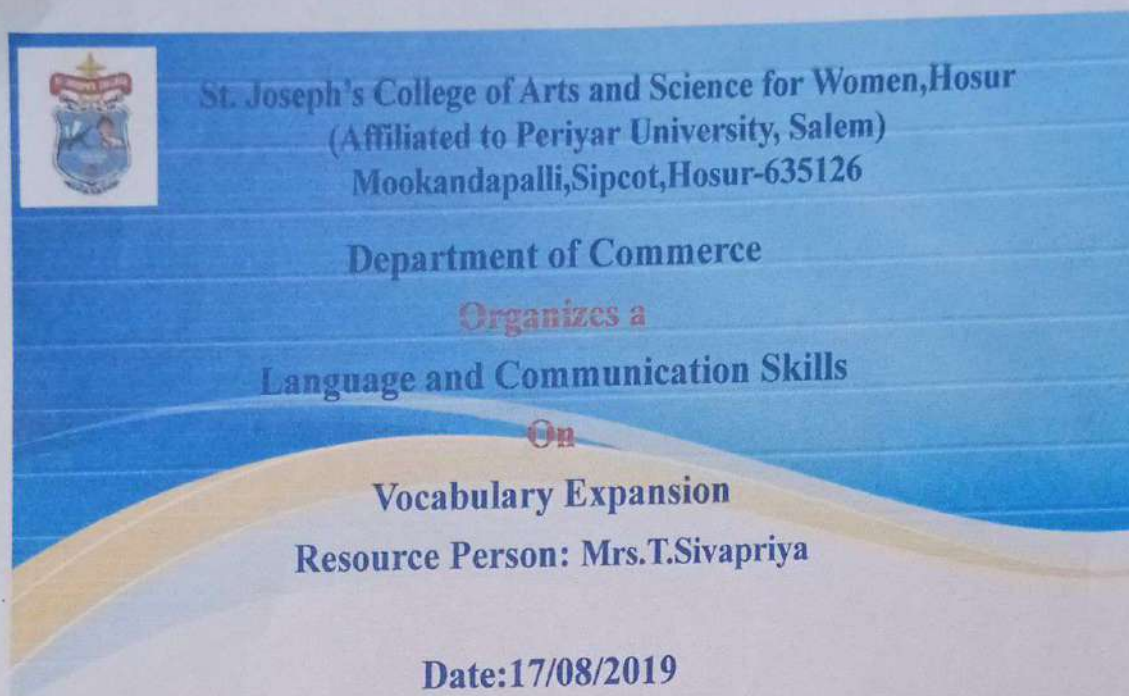 St. Joseph's College of Arts and Science for Women,Hosur
(Affiliated to Periyar University, Salem)
Mookandapalli,Sipcot,Hosur-635126
Department of Commerce
Organizes a
Language and Communication Skills
On
Vocabulary Expansion
Resource Person: Mrs.T.Sivapriya
Date:17/08/2019